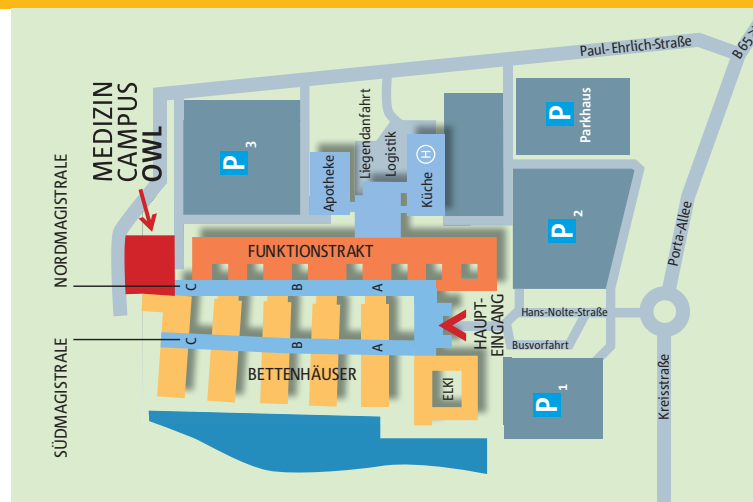 Paul-Ehrlich-Straße
B 65
MEDIZIN
CAMPUS
OWL
P 3
Liegendanfahrt
Logistik
Apotheke
Küche
H
P
Parkhaus
P 2
Porta-Allee
NORDMAGISTRALE
FUNKTIONSTRAKT
C
B
A
HAUPT-
EINGANG
Hans-Nolte-Straße
Busvorfahrt
SÜDMAGISTRALE
C
B
A
BETTENHÄUSER
ELKI
P 1
Kreisstraße